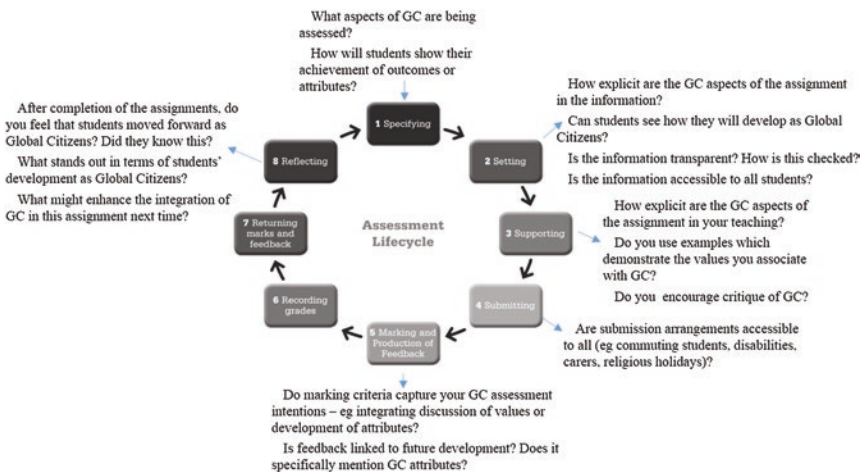 What aspects of GC are being
assessed?
How will students show their
achievement of outcomes or
attributes?
1 Specifying
How explicit are the GC aspects of the assignment
in the information?
Can students see how they will develop as Global
Citizens?
Is the information transparent? How is this checked?
Is the information accessible to all students?
2 Setting
How explicit are the GC aspects of
the assignment in your teaching?
Do you use examples which
demonstrate the values you associate
with GC?
Do you encourage critique of GC?
3 Supporting
4 Submitting
Are submission arrangements accessible
to all (eg commuting students, disabilities,
carers, religious holidays)?
5 Marking and
Production of
Feedback
Do marking criteria capture your GC assessment
intentions – eg integrating discussion of values or
development of attributes?
Is feedback linked to future development? Does it
specifically mention GC attributes?
6 Recording
grades
7 Returning
marks and
feedback
8 Reflecting
After completion of the assignments, do
you feel that students moved forward as
Global Citizens? Did they know this?
What stands out in terms of students'
development as Global Citizens?
What might enhance the integration of
GC in this assignment next time?
Assessment
Lifecycle